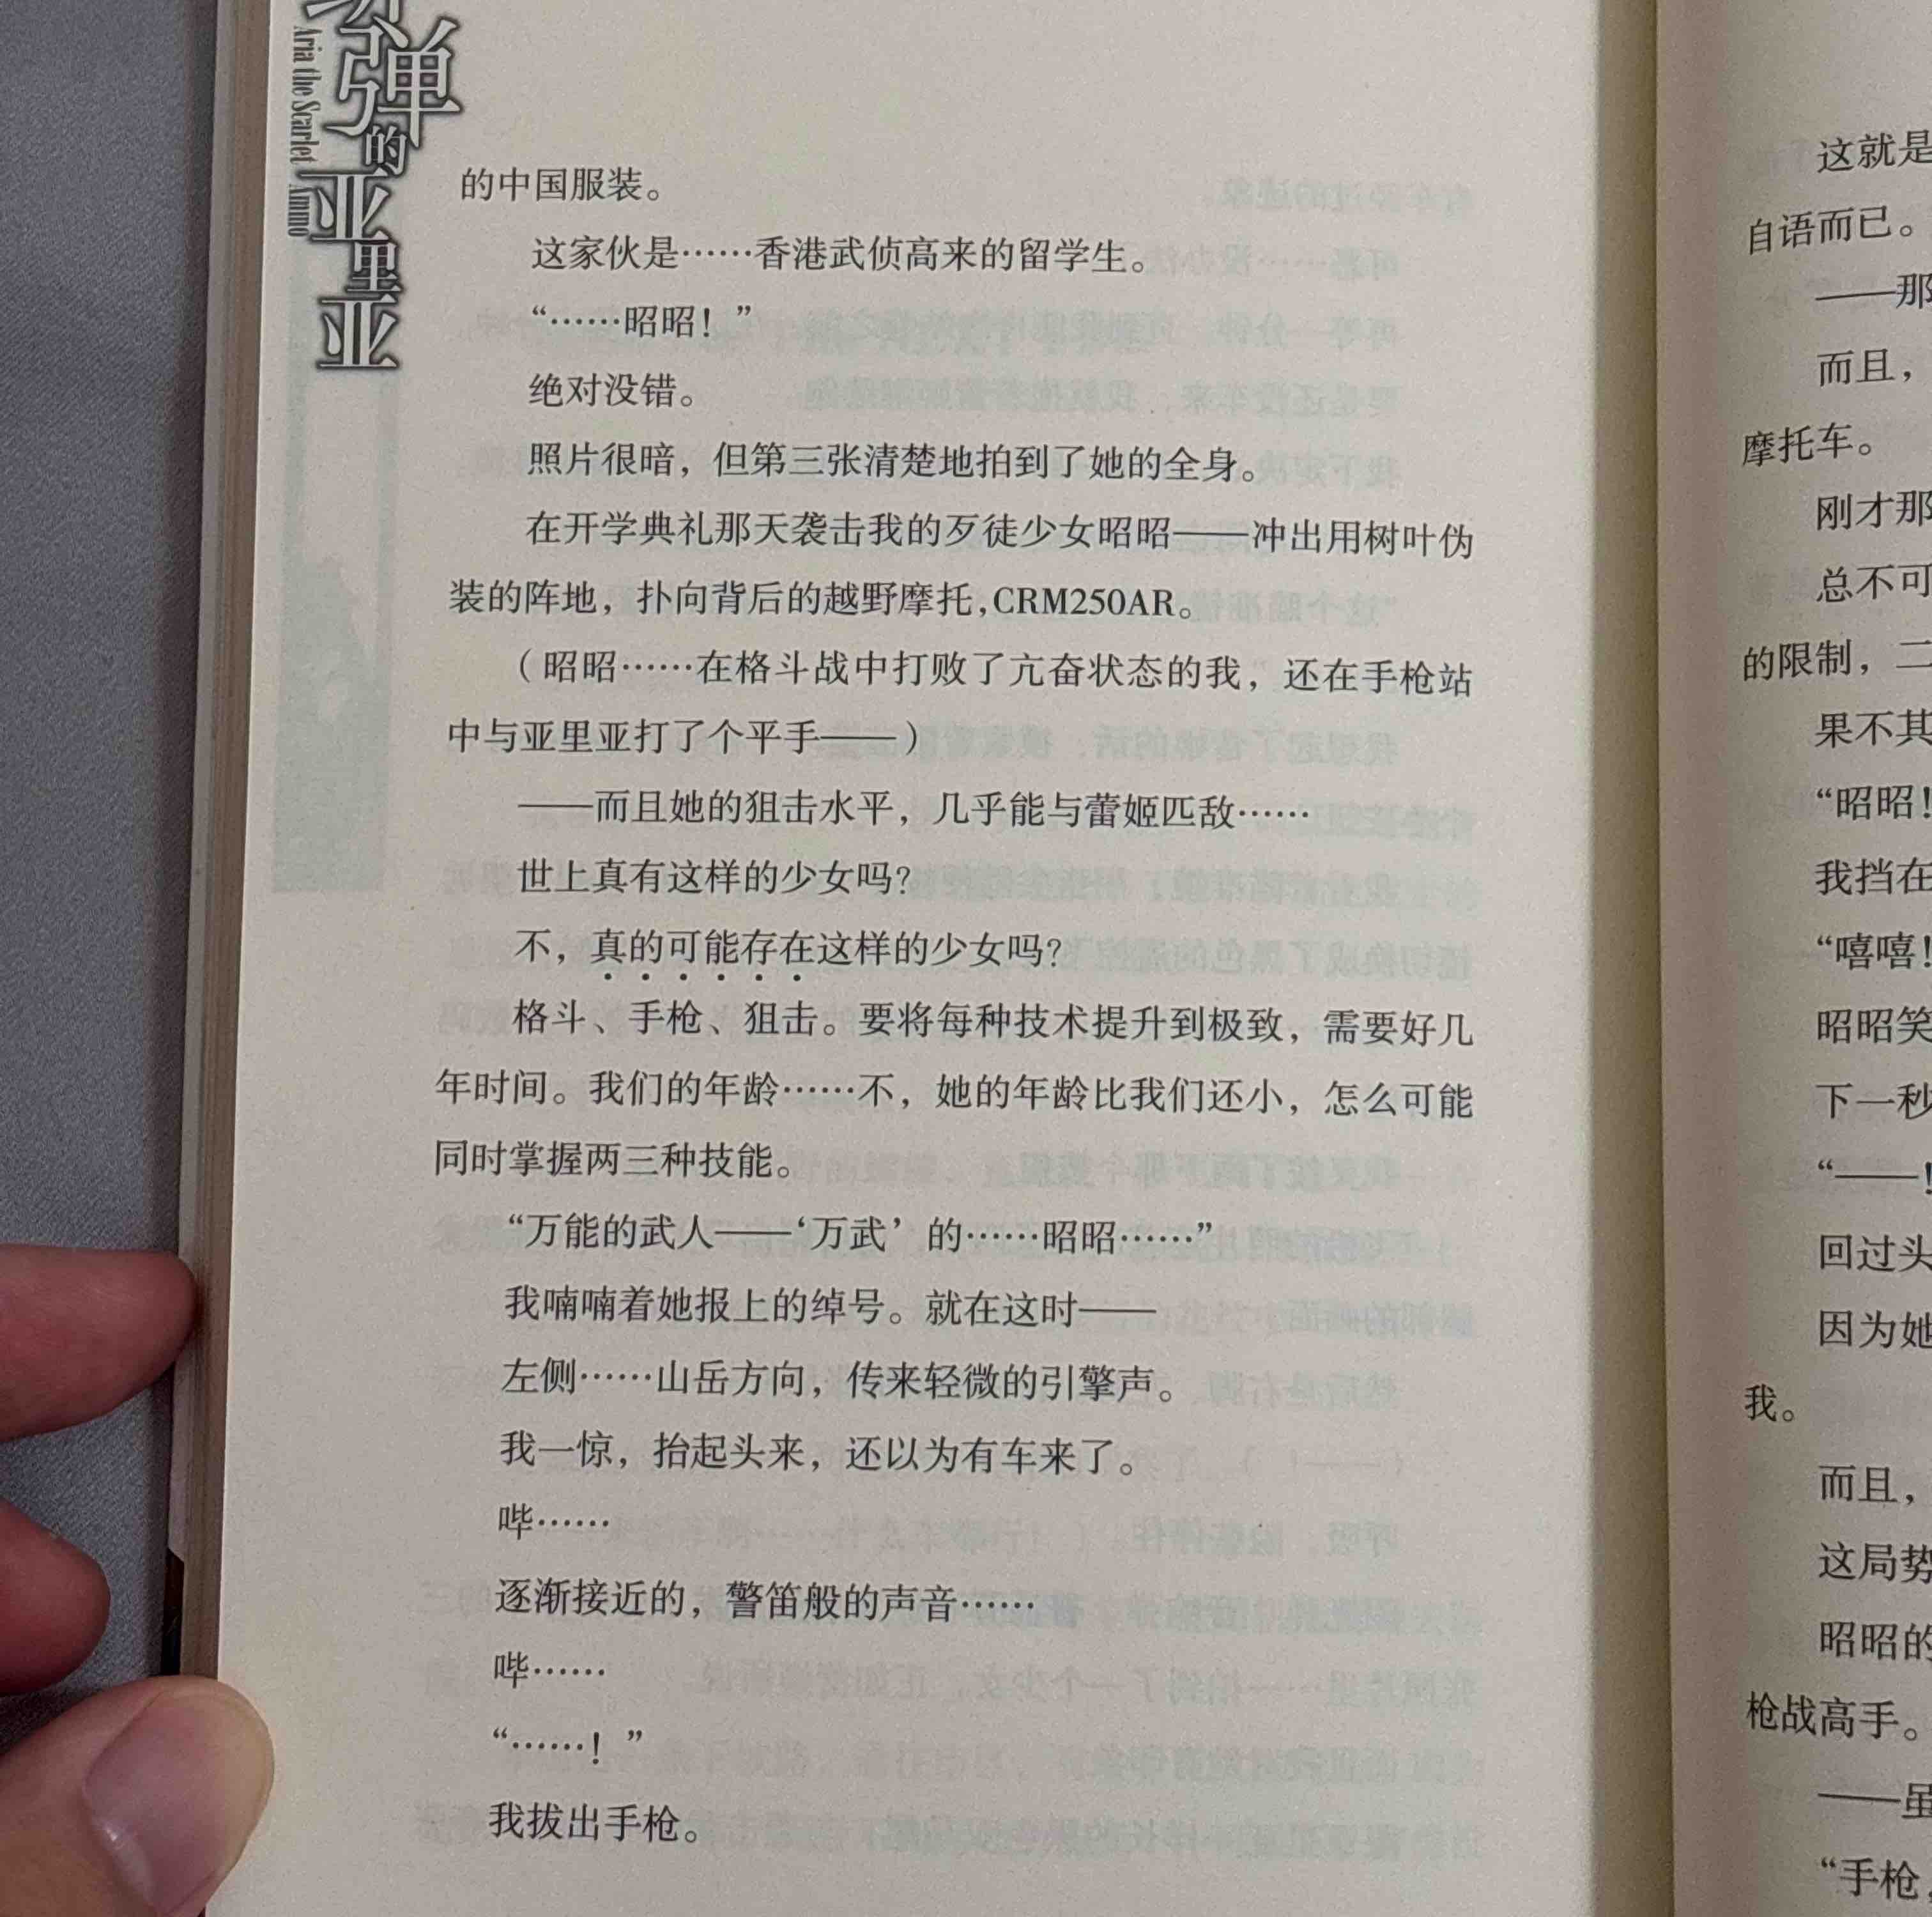 弹的亚里亚
Aria the Scarlet Ammo
的中国服装。
这家伙是……香港武侦高来的留学生。
“……昭昭！”
绝对没错。
照片很暗，但第三张清楚地拍到了她的全身。
在开学典礼那天袭击我的歹徒少女昭昭——冲出用树叶伪
装的阵地，扑向背后的越野摩托,CRM250AR。
（昭昭……在格斗战中打败了亢奋状态的我，还在手枪站
中与亚里亚打了个平手——）
——而且她的狙击水平，几乎能与蕾姬匹敌……
世上真有这样的少女吗？
不，真的可能存在这样的少女吗？
格斗、手枪、狙击。要将每种技术提升到极致，需要好几
年时间。我们的年龄……不，她的年龄比我们还小，怎么可能
同时掌握两三种技能。
“万能的武人——‘万武’的……昭昭……”
我喃喃着她报上的绰号。就在这时——
左侧……山岳方向，传来轻微的引擎声。
我一惊，抬起头来，还以为有车来了。
哔……
逐渐接近的，警笛般的声音……
哔……
“……！”
我拔出手枪。
这就是
自语而已。
——那
而且，
摩托车。
刚才那
总不可
的限制，二
果不其
“昭昭！
我挡在
“嘻嘻！
昭昭笑
下一秒
“——！
回过头
因为她
我。
而且，
这局势
昭昭的
枪战高手。
——虽
“手枪，